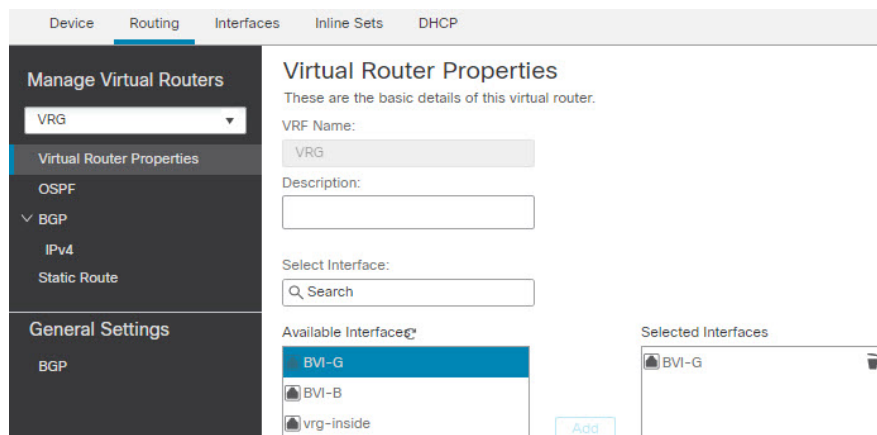 Device Routing Interfaces Inline Sets DHCP
Manage Virtual Routers
VRG
Virtual Router Properties
OSPF
BGP
IPv4
Static Route
General Settings
BGP
Virtual Router Properties
These are the basic details of this virtual router.
VRF Name:
VRG
Description:
Select Interface:
Search
Available Interfaces
BVI-G
BVI-B
vrg-inside
Add
Selected Interfaces
BVI-G